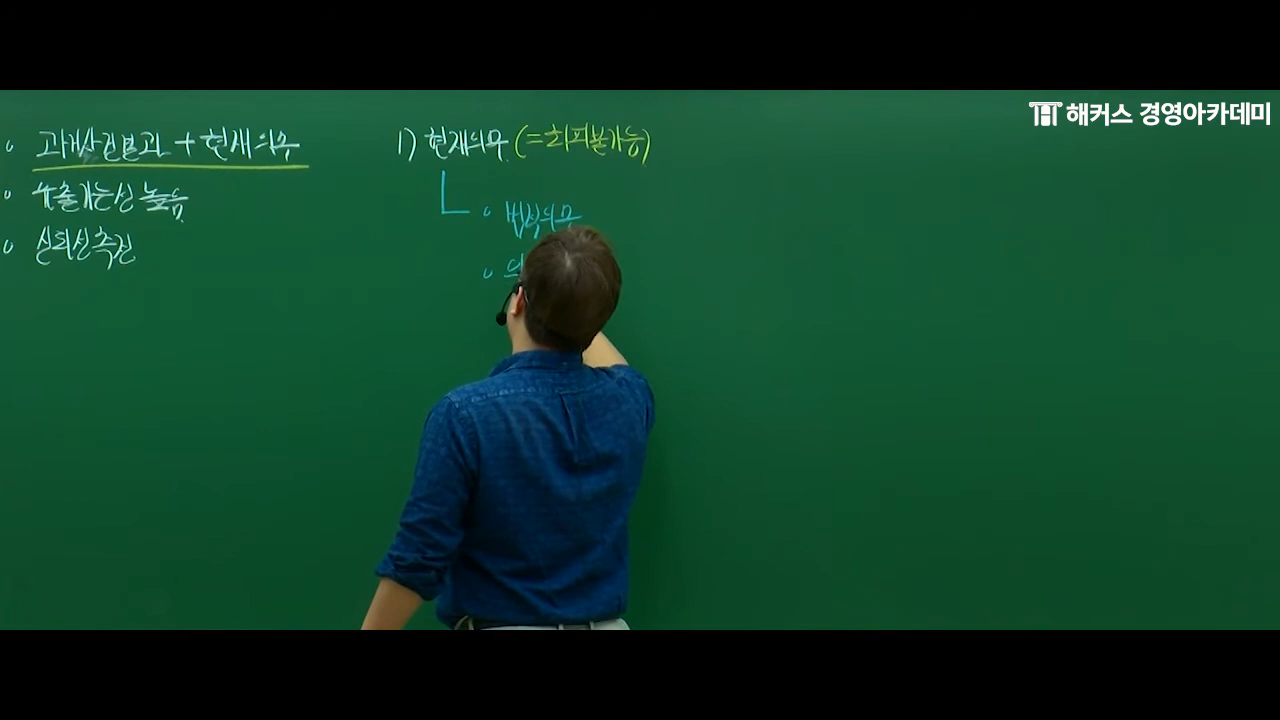 해커스 경영아카데미
과거사건결과 + 현재의무
유출가능성 높음
신뢰성 측정
1) 현재의무 (=회피불가능)
법적의무
의